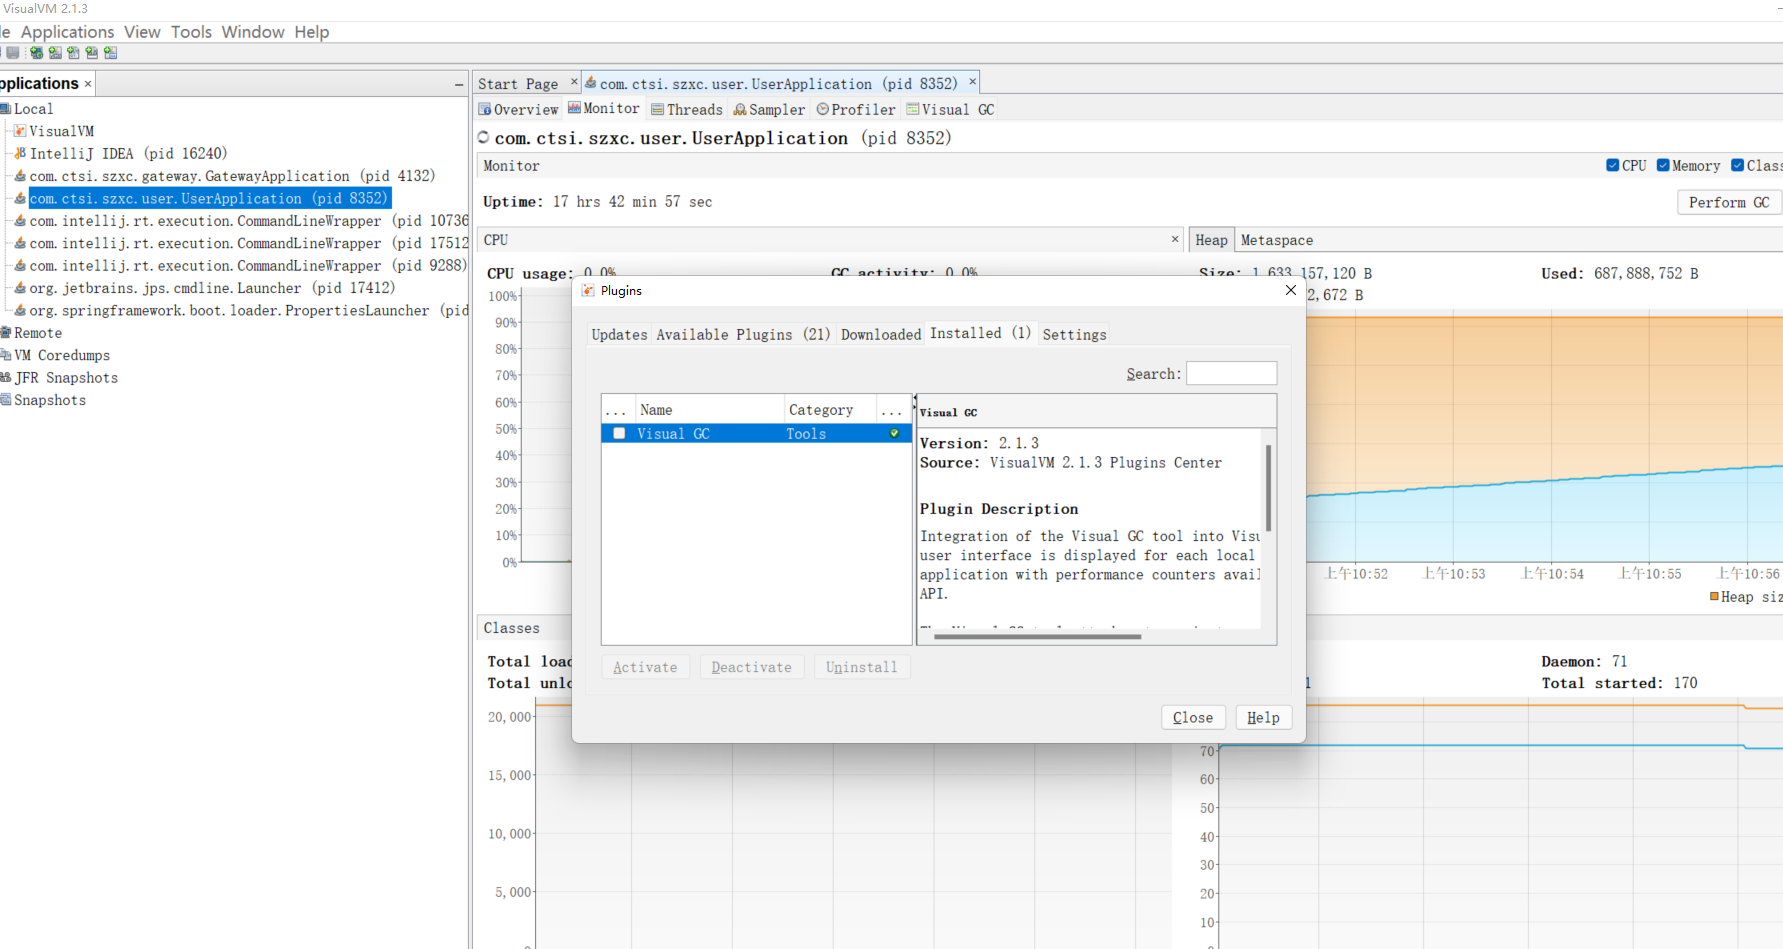 VisualVM 2.1.3
le Applications View Tools Window Help
pplications ×
Local
VisualVM
IntelliJ IDEA (pid 16240)
com.ctsi.szxc.gateway.GatewayApplication (pid 4132)
com.ctsi.szxc.user.UserApplication (pid 8352)
com.intellij.rt.execution.CommandLineWrapper (pid 10736
com.intellij.rt.execution.CommandLineWrapper (pid 17512
com.intellij.rt.execution.CommandLineWrapper (pid 9288)
org.jetbrains.jps.cmdline.Launcher (pid 17412)
org.springframework.boot.loader.PropertiesLauncher (pid
Remote
VM Coredumps
JFR Snapshots
Snapshots
Start Page × com.ctsi.szxc.user.UserApplication (pid 8352) ×
Overview Monitor Threads Sampler Profiler Visual GC
com.ctsi.szxc.user.UserApplication (pid 8352)
Monitor
CPU Memory Class
Uptime: 17 hrs 42 min 57 sec
Perform GC
CPU ×
CPU usage: 0.0% GC activity: 0.0%
100%
90%
80%
70%
60%
50%
40%
30%
20%
10%
0%
Heap Metaspace
Size: 1,633,157,120 B Used: 687,888,752 B
2,672 B
上午10:52 上午10:53 上午10:54 上午10:55 上午10:56
Heap siz
Plugins
Updates Available Plugins (21) Downloaded Installed (1) Settings
Search:
... Name Category ...
Visual GC Tools
Visual GC
Version: 2.1.3
Source: VisualVM 2.1.3 Plugins Center
Plugin Description
Integration of the Visual GC tool into Visu
user interface is displayed for each local
application with performance counters avail
API.
Activate Deactivate Uninstall
Close Help
Classes
Total load
Total unlo
20,000
15,000
10,000
5,000
0
1
Daemon: 71
Total started: 170
70
60
50
40
30
20
10
0